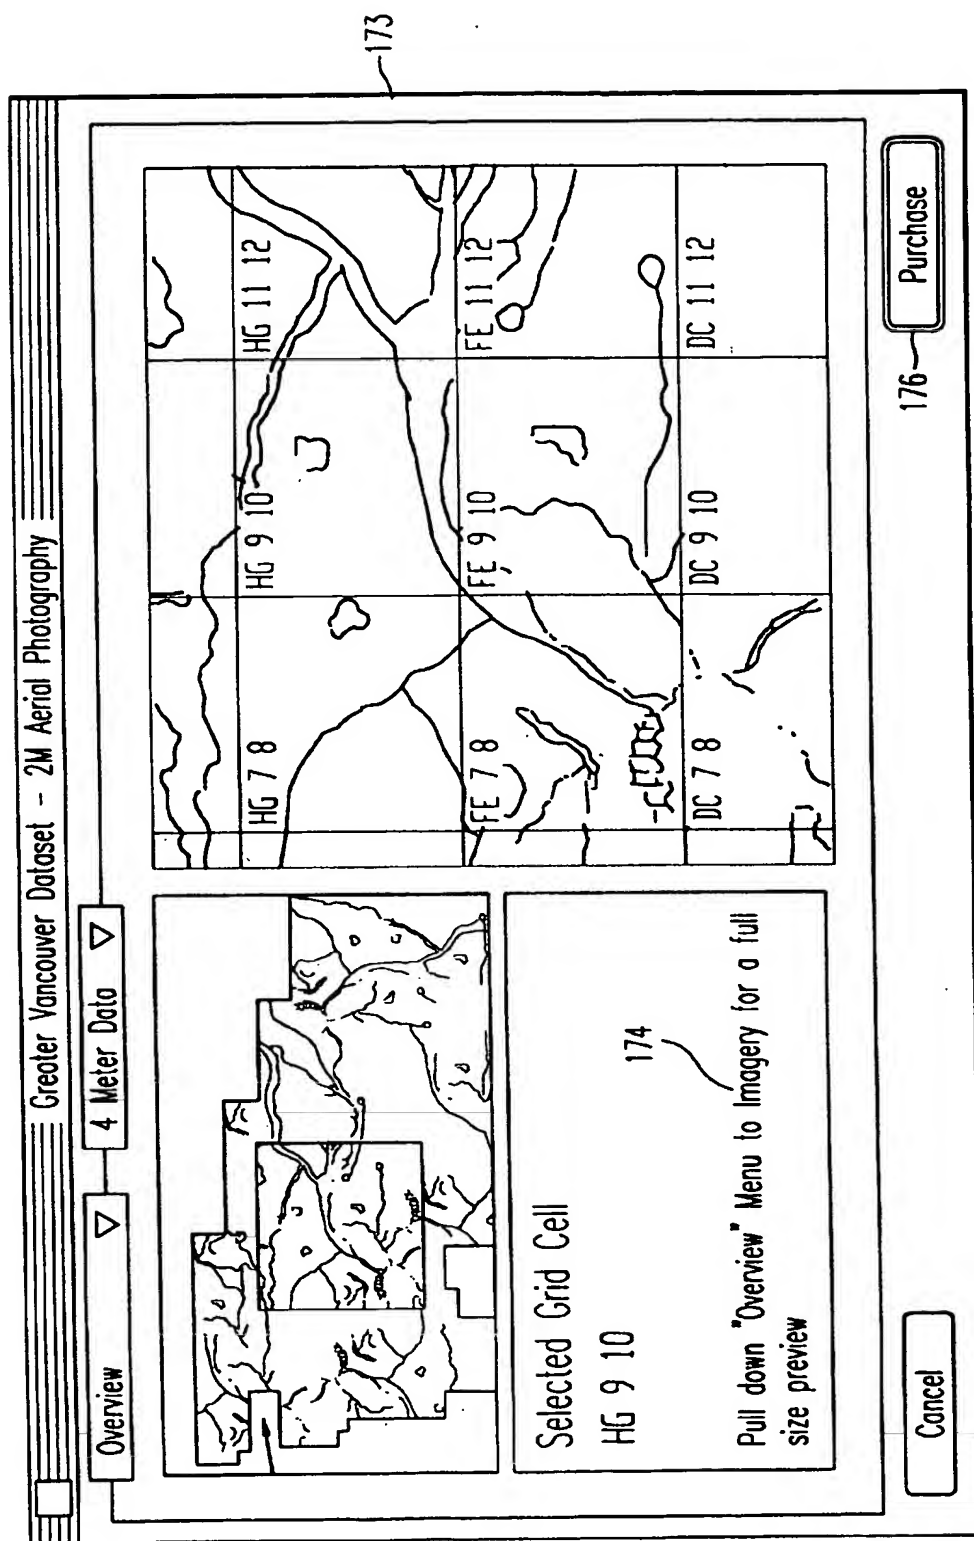 Greater Vancouver Dataset - 2M Aerial Photography
Overview
4 Meter Data
173
HG 7 8
HG 9 10
HG 11 12
FE 7 8
FE 9 10
FE 11 12
DC 7 8
DC 9 10
DC 11 12
Selected Grid Cell
HG 9 10
174
Pull down "Overview" Menu to Imagery for a full
size preview
Cancel
176
Purchase